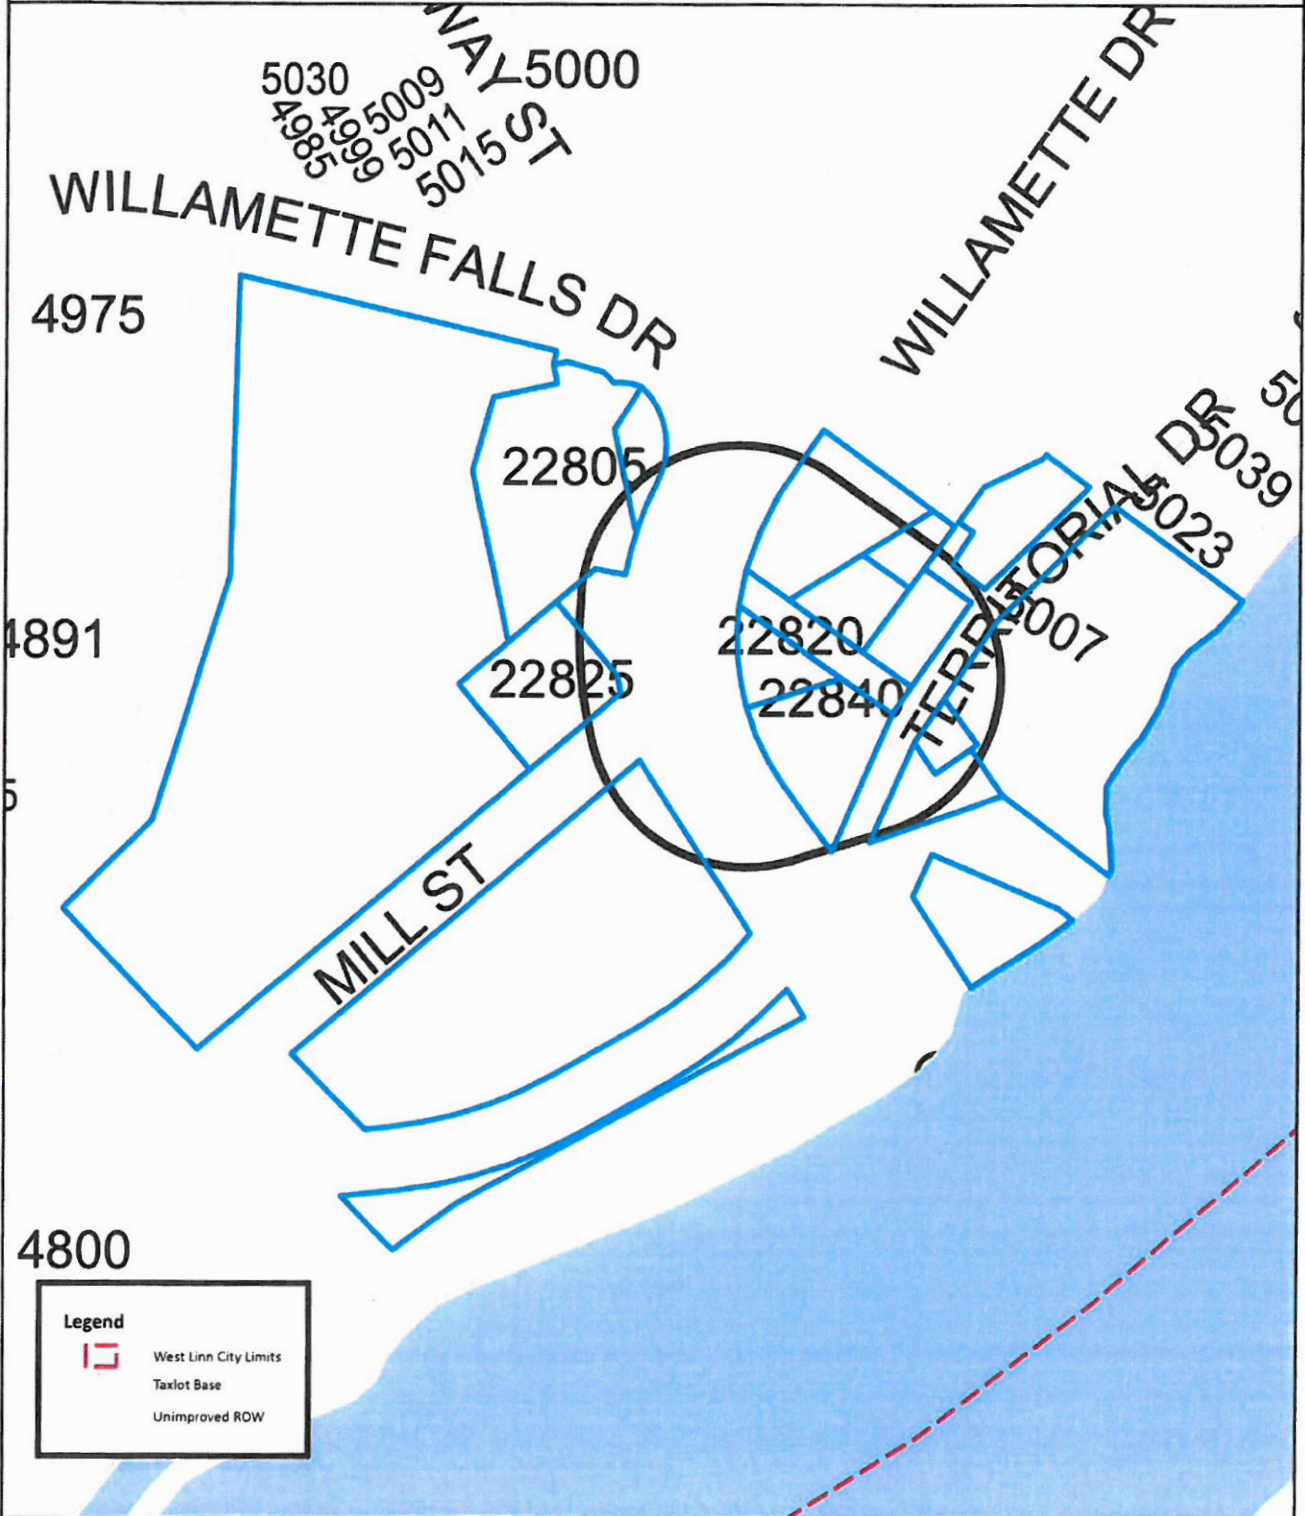 WAY ST
5000
5030
5009
4985
4999
5011
5015
WILLAMETTE DR
WILLAMETTE FALLS DR
4975
5039
22805
5023
TERRITORIAL DR
5007
4891
22820
22825
22840
MILL ST
4800
Legend
West Linn City Limits
Taxlot Base
Unimproved ROW